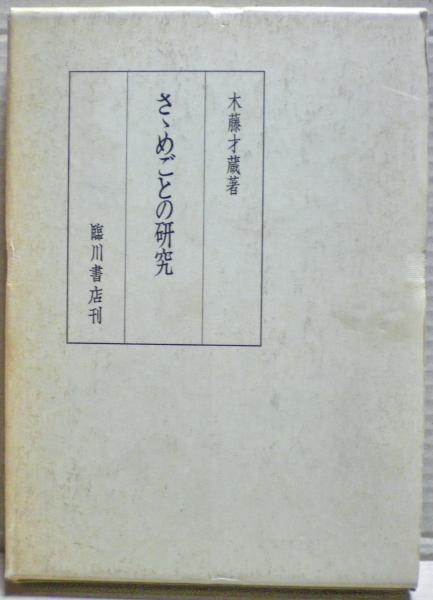 木藤才蔵著
さゝめごとの研究
臨川書店刊